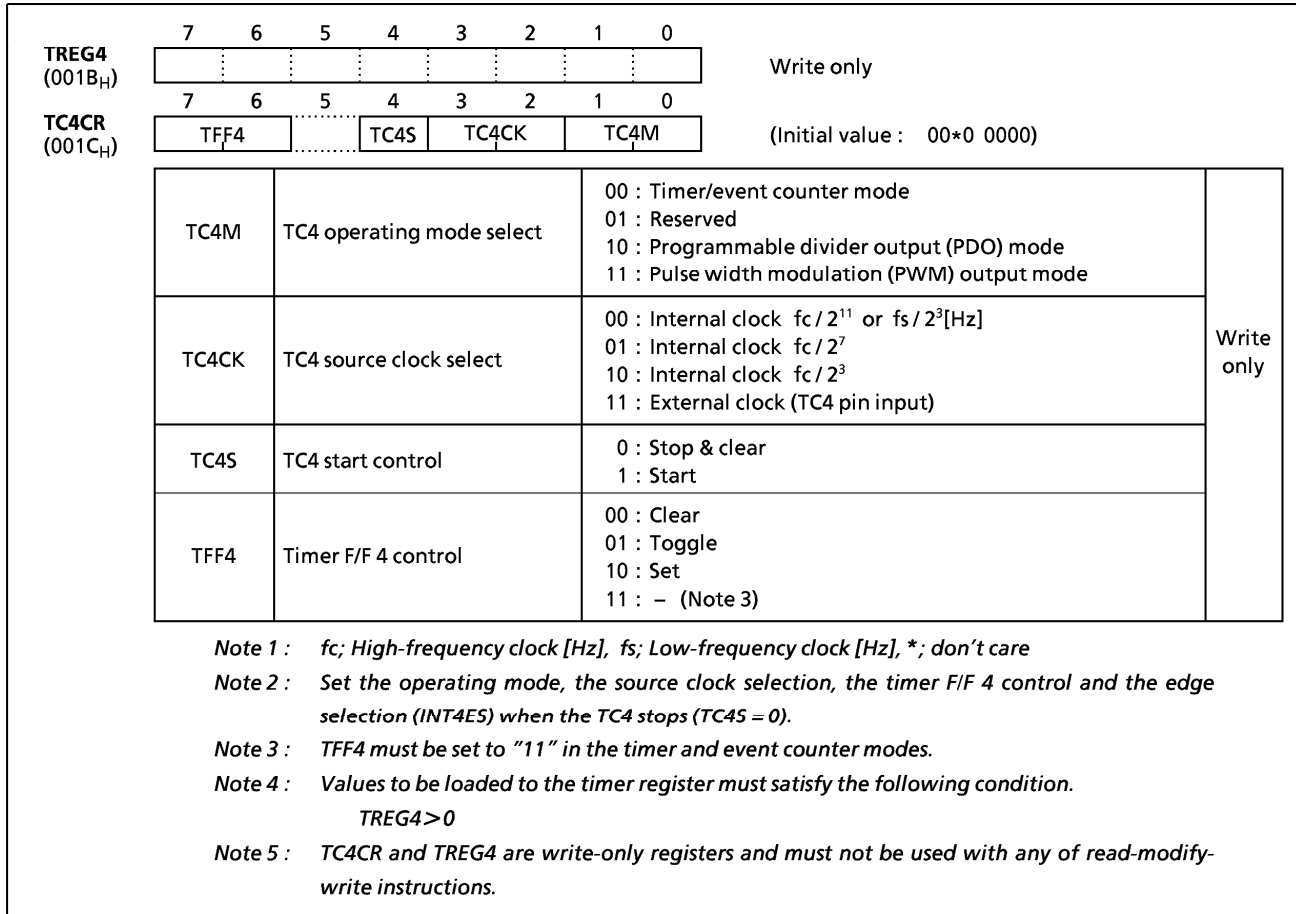 7 6 5 4 3 2 1 0
TREG4
(001BH) Write only
7 6 5 4 3 2 1 0
TC4CR
(001CH) TFF4 TC4S TC4CK TC4M (Initial value : 00*0 0000)
TC4M TC4 operating mode select
00 : Timer/event counter mode
01 : Reserved
10 : Programmable divider output (PDO) mode
11 : Pulse width modulation (PWM) output mode
TC4CK TC4 source clock select
00 : Internal clock fc / 2¹¹ or fs / 2³[Hz]
01 : Internal clock fc / 2⁷
10 : Internal clock fc / 2³
11 : External clock (TC4 pin input)
TC4S TC4 start control
0 : Stop & clear
1 : Start
TFF4 Timer F/F 4 control
00 : Clear
01 : Toggle
10 : Set
11 : – (Note 3)
Write
only
Note 1 : fc; High-frequency clock [Hz], fs; Low-frequency clock [Hz], *; don't care
Note 2 : Set the operating mode, the source clock selection, the timer F/F 4 control and the edge
selection (INT4ES) when the TC4 stops (TC4S = 0).
Note 3 : TFF4 must be set to "11" in the timer and event counter modes.
Note 4 : Values to be loaded to the timer register must satisfy the following condition.
TREG4>0
Note 5 : TC4CR and TREG4 are write-only registers and must not be used with any of read-modify-
write instructions.